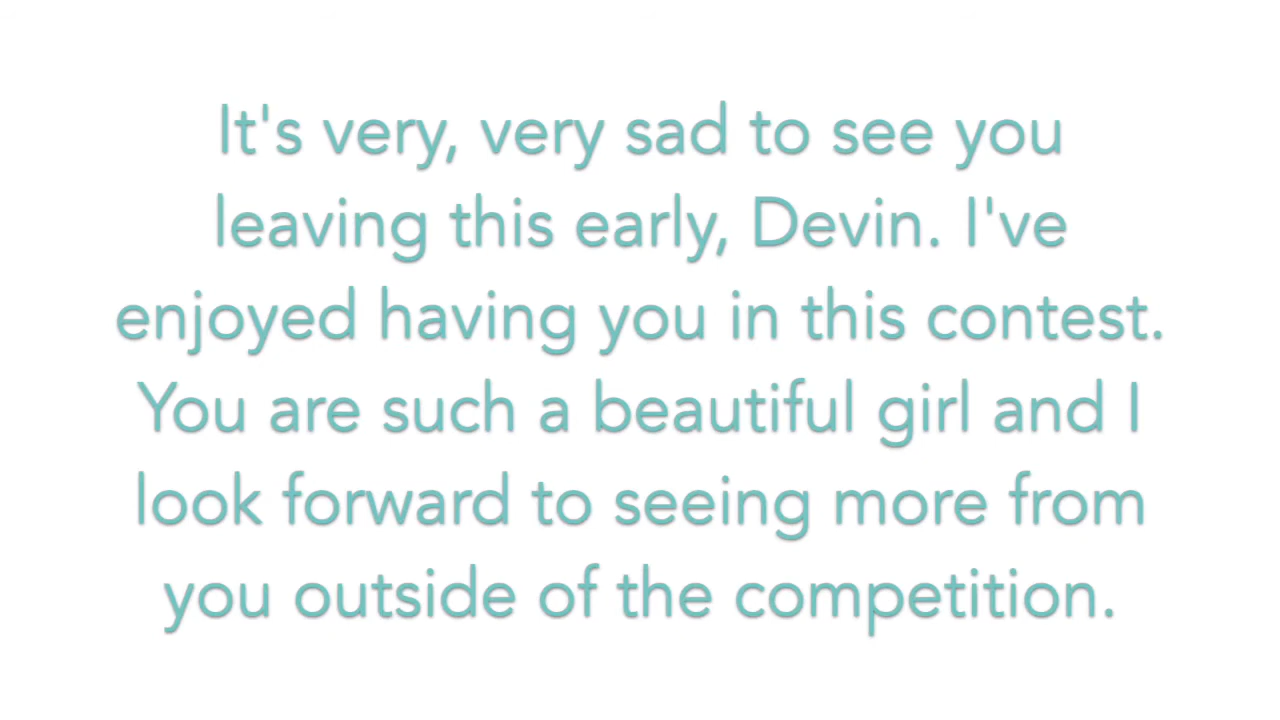 It's very, very sad to see you
leaving this early, Devin. I've
enjoyed having you in this contest.
You are such a beautiful girl and I
look forward to seeing more from
you outside of the competition.